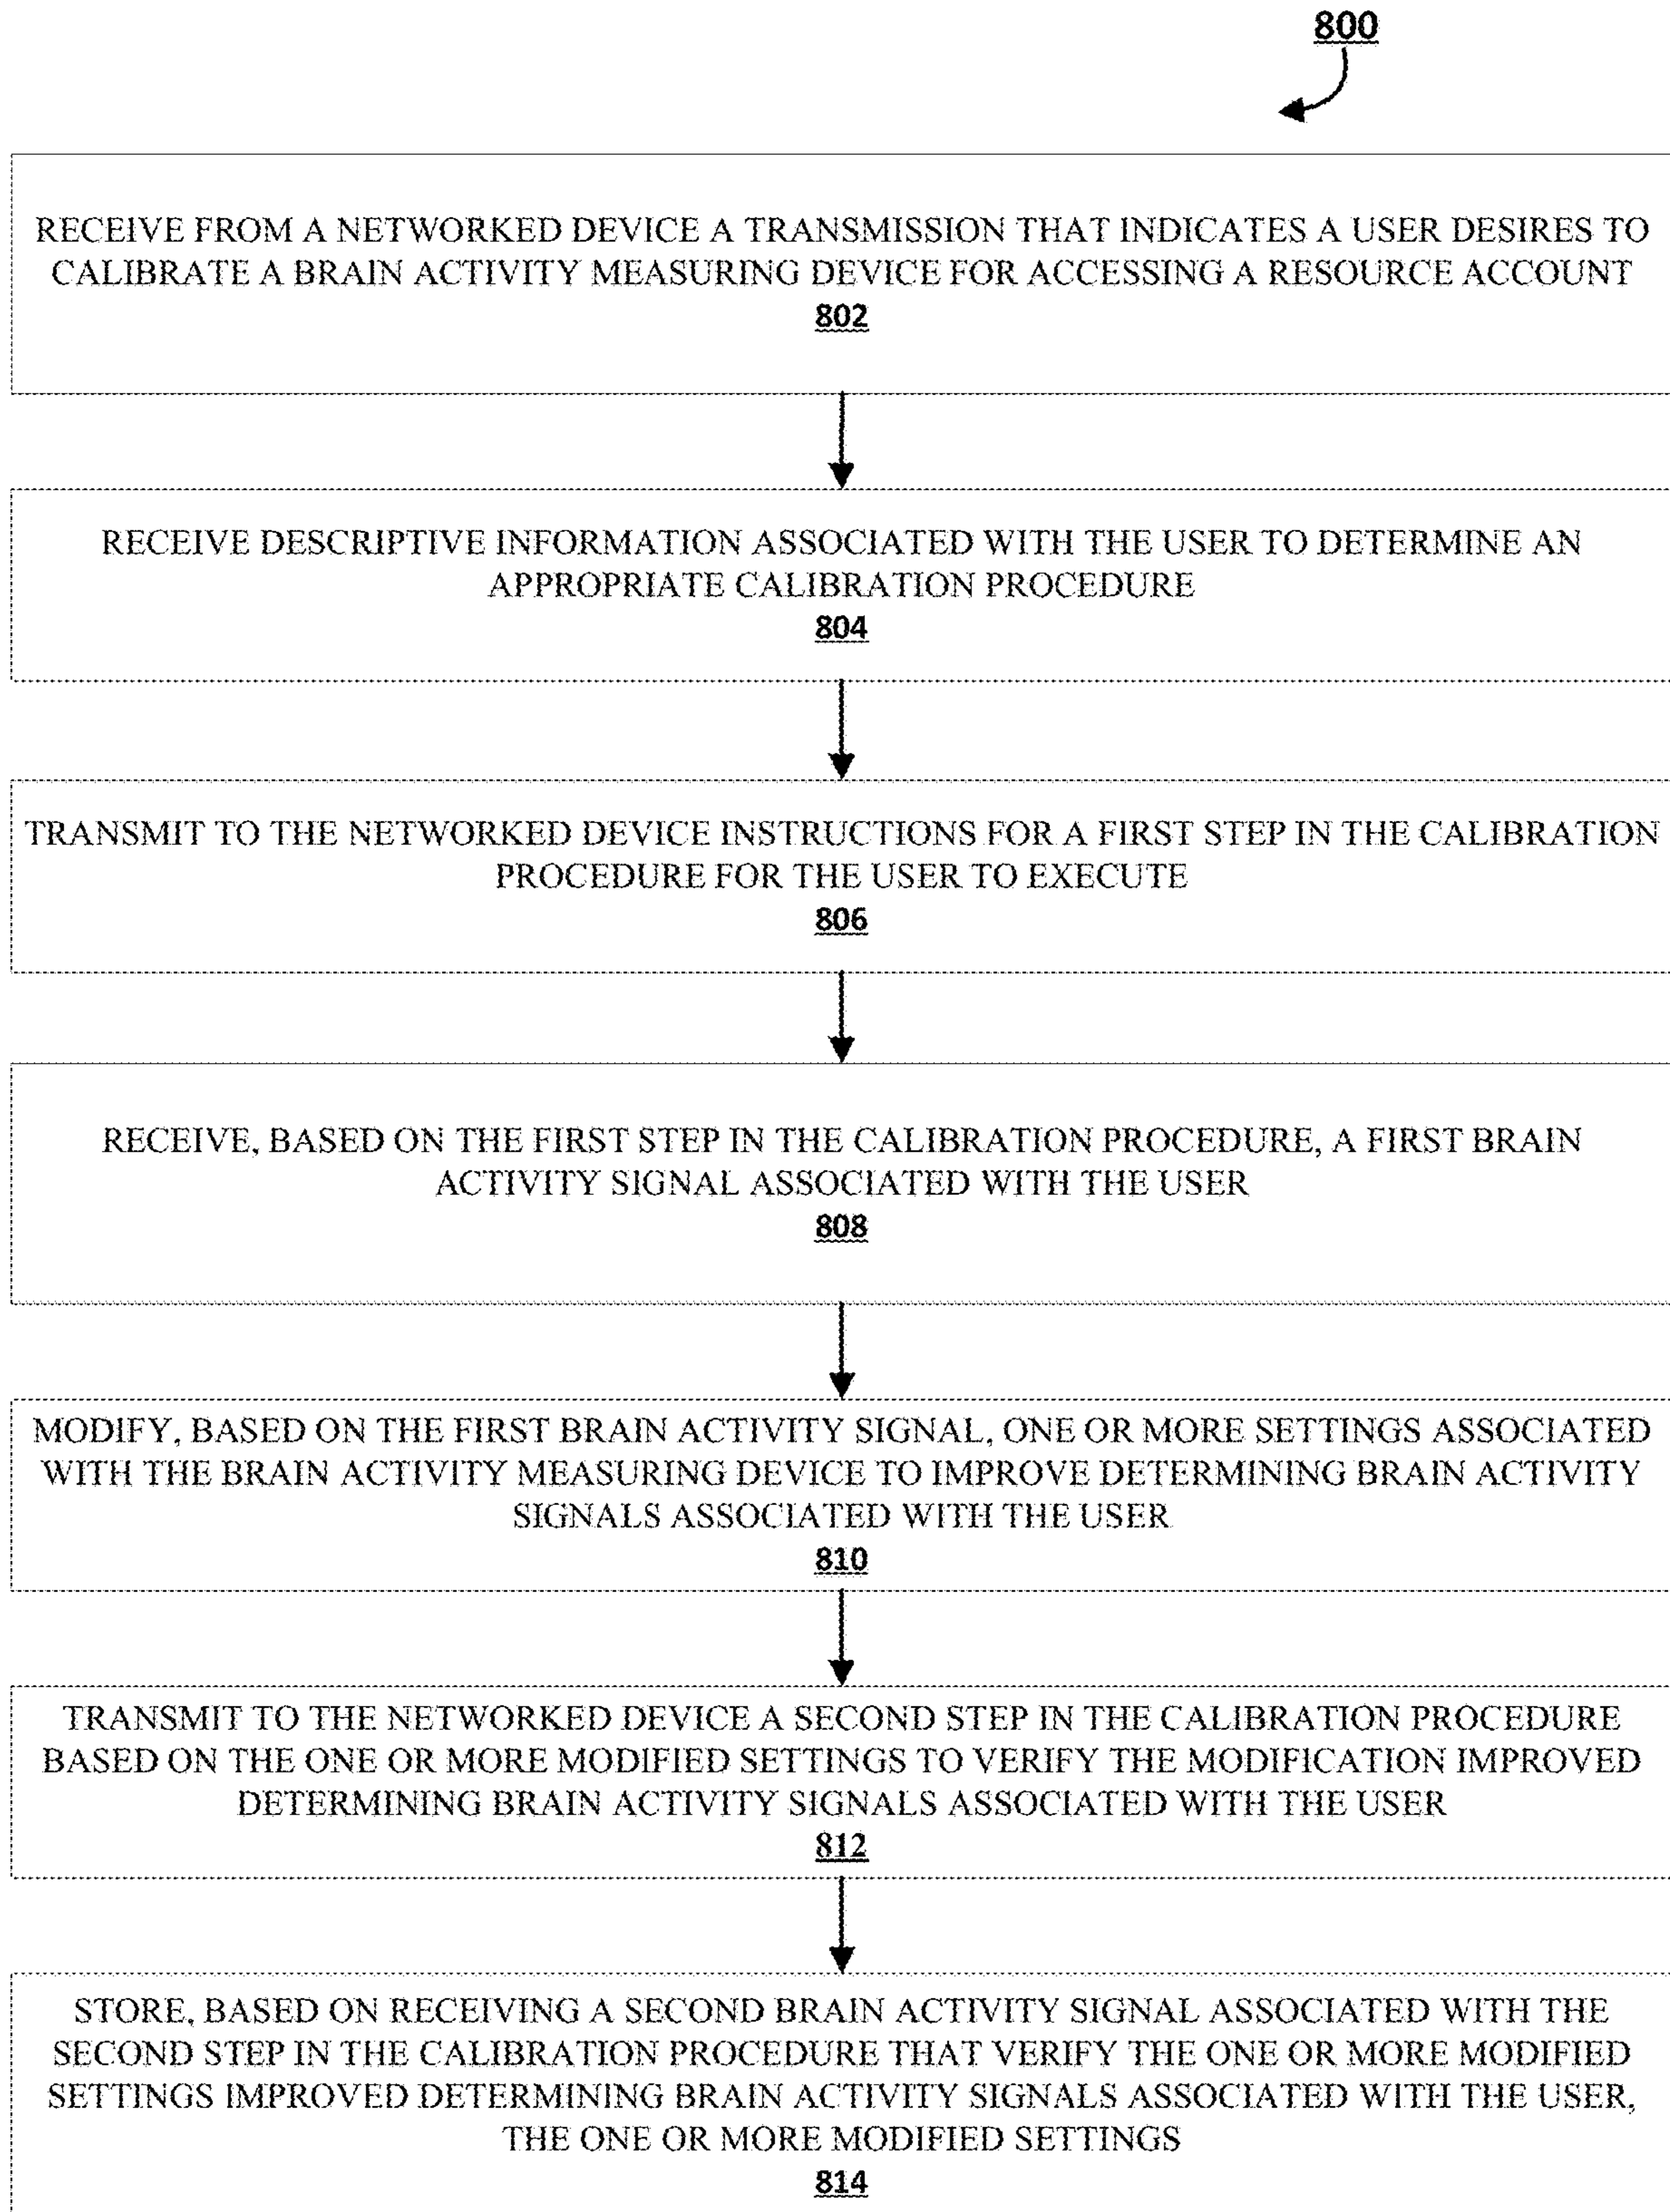 800
RECEIVE FROM A NETWORKED DEVICE A TRANSMISSION THAT INDICATES A USER DESIRES TO
CALIBRATE A BRAIN ACTIVITY MEASURING DEVICE FOR ACCESSING A RESOURCE ACCOUNT
802
RECEIVE DESCRIPTIVE INFORMATION ASSOCIATED WITH THE USER TO DETERMINE AN
APPROPRIATE CALIBRATION PROCEDURE
804
TRANSMIT TO THE NETWORKED DEVICE INSTRUCTIONS FOR A FIRST STEP IN THE CALIBRATION
PROCEDURE FOR THE USER TO EXECUTE
806
RECEIVE, BASED ON THE FIRST STEP IN THE CALIBRATION PROCEDURE, A FIRST BRAIN
ACTIVITY SIGNAL ASSOCIATED WITH THE USER
808
MODIFY, BASED ON THE FIRST BRAIN ACTIVITY SIGNAL, ONE OR MORE SETTINGS ASSOCIATED
WITH THE BRAIN ACTIVITY MEASURING DEVICE TO IMPROVE DETERMINING BRAIN ACTIVITY
SIGNALS ASSOCIATED WITH THE USER
810
TRANSMIT TO THE NETWORKED DEVICE A SECOND STEP IN THE CALIBRATION PROCEDURE
BASED ON THE ONE OR MORE MODIFIED SETTINGS TO VERIFY THE MODIFICATION IMPROVED
DETERMINING BRAIN ACTIVITY SIGNALS ASSOCIATED WITH THE USER
812
STORE, BASED ON RECEIVING A SECOND BRAIN ACTIVITY SIGNAL ASSOCIATED WITH THE
SECOND STEP IN THE CALIBRATION PROCEDURE THAT VERIFY THE ONE OR MORE MODIFIED
SETTINGS IMPROVED DETERMINING BRAIN ACTIVITY SIGNALS ASSOCIATED WITH THE USER,
THE ONE OR MORE MODIFIED SETTINGS
814